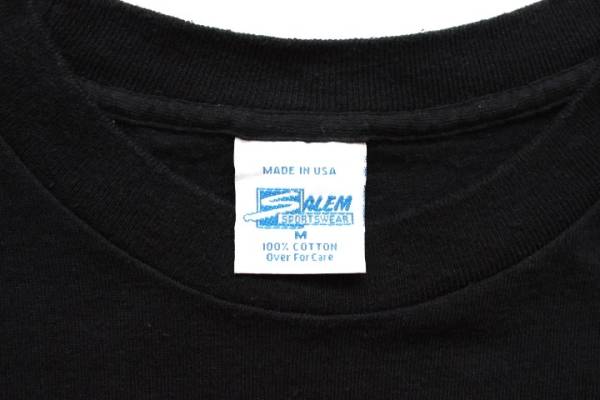 MADE IN USA
SALEM
SPORTSWEAR
M
100% COTTON
Over For Care